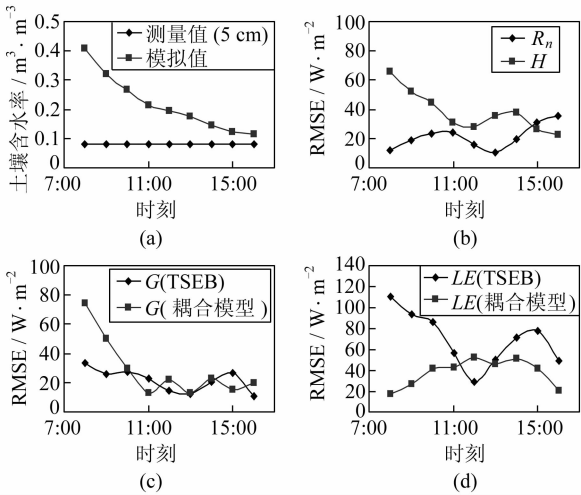 土壤含水率 / m³ · m⁻³
0.5
0.4
0.3
0.2
0.1
0
测量值 (5 cm)
模拟值
7:00 11:00 15:00
时刻
(a)
RMSE / W · m⁻²
100
80
60
40
20
0
Rₙ
H
7:00 11:00 15:00
时刻
(b)
RMSE / W · m⁻²
100
80
60
40
20
0
G(TSEB)
G( 耦合模型 )
7:00 11:00 15:00
时刻
(c)
RMSE / W · m⁻²
140
120
100
80
60
40
20
0
LE(TSEB)
LE(耦合模型)
7:00 11:00 15:00
时刻
(d)